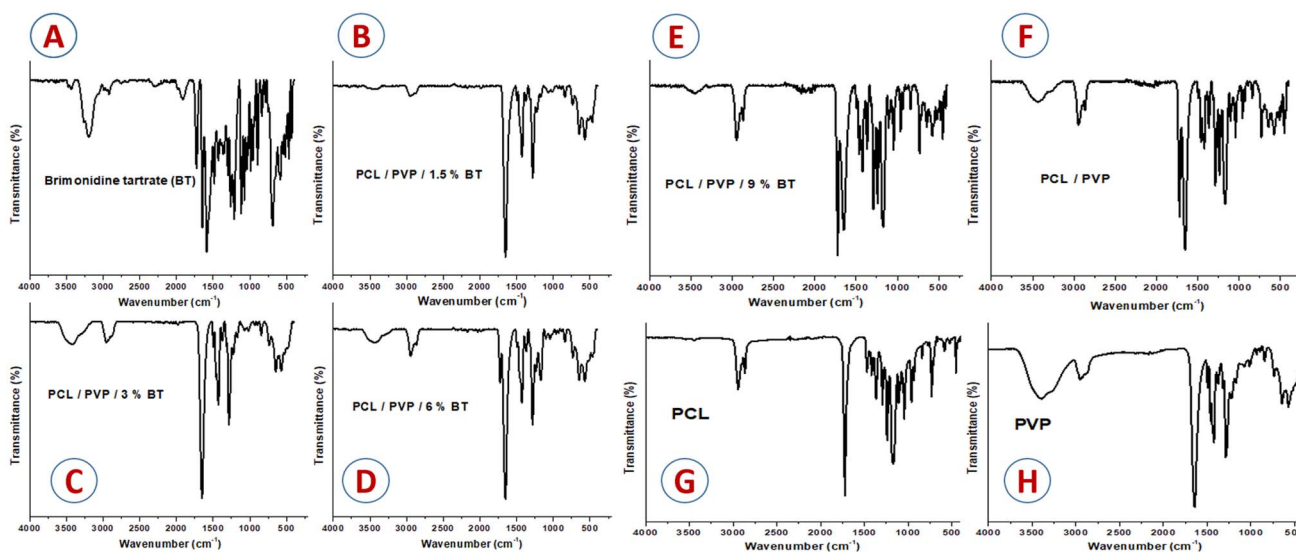 A
B
E
F
Transmittance (%)
Brimonidine tartrate (BT)
4000 3500 3000 2500 2000 1500 1000 500
Wavenumber (cm-1)
Transmittance (%)
PCL / PVP / 1.5 % BT
4000 3500 3000 2500 2000 1500 1000 500
Wavenumber (cm-1)
Transmittance (%)
PCL / PVP / 9 % BT
4000 3500 3000 2500 2000 1500 1000 500
Wavenumber (cm-1)
Transmittance (%)
PCL / PVP
4000 3500 3000 2500 2000 1500 1000 500
Wavenumber (cm-1)
Transmittance (%)
PCL / PVP / 3 % BT
C
4000 3500 3000 2500 2000 1500 1000 500
Wavenumber (cm-1)
Transmittance (%)
PCL / PVP / 6 % BT
D
4000 3500 3000 2500 2000 1500 1000 500
Wavenumber (cm-1)
Transmittance (%)
PCL
G
4000 3500 3000 2500 2000 1500 1000 500
Wavenumber (cm-1)
Transmittance (%)
PVP
H
4000 3500 3000 2500 2000 1500 1000 500
Wavenumber (cm-1)